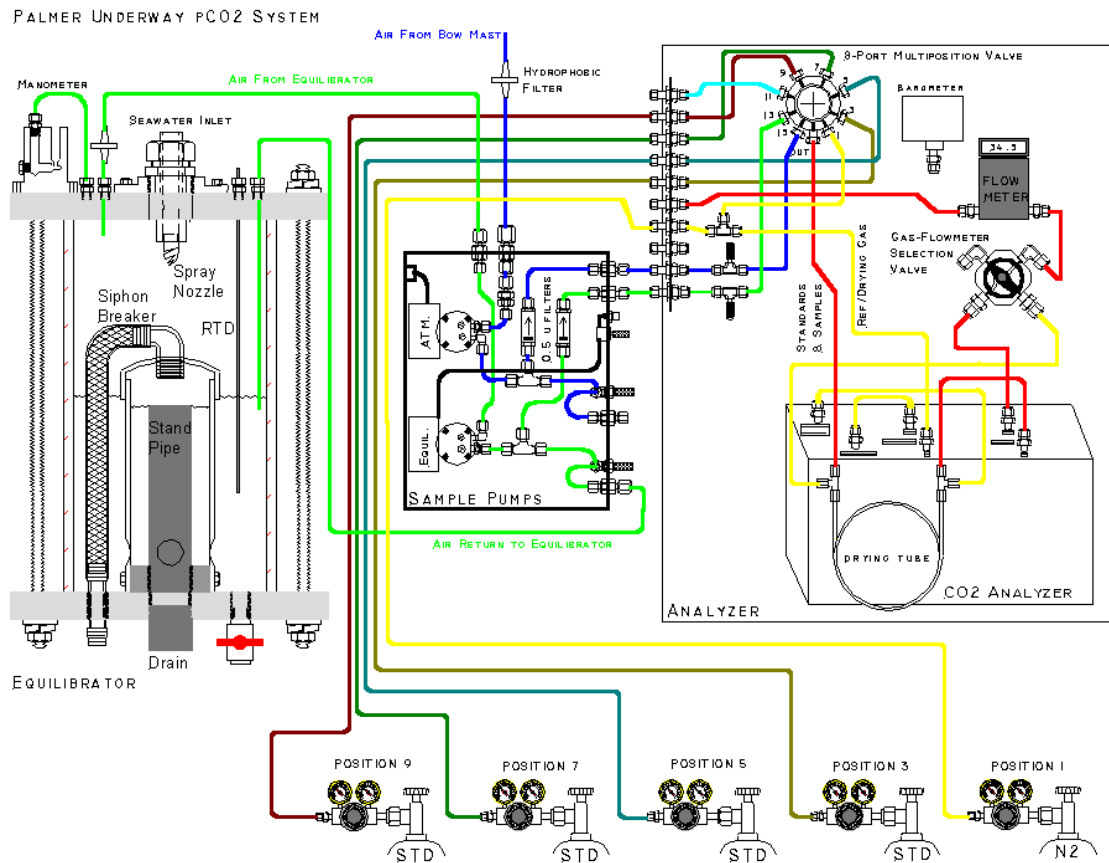 PALMER UNDERWAY pCO2 SYSTEM
AIR FROM BOW MAST
9-PORT MULTIPOSITION VALVE
MANOMETER
AIR FROM EQUILIBRATOR
HYDROPHOBIC
FILTER
SEAWATER INLET
BAROMETER
9
7
5
3
1
11
13
15
OUT
34.5
FLOW
METER
GAS-FLOWMETER
SELECTION
VALVE
Spray
Nozzle
Siphon
Breaker
RTD
ATM.
0.5 u FILTERS
STANDARDS
& SAMPLES
REF/DRYING GAS
Stand
Pipe
EQUIL.
SAMPLE PUMPS
AIR RETURN TO EQUILIBRATOR
DRYING TUBE
CO2 ANALYZER
ANALYZER
Drain
EQUILIBRATOR
POSITION 9
POSITION 7
POSITION 5
POSITION 3
POSITION 1
STD
STD
STD
STD
N2